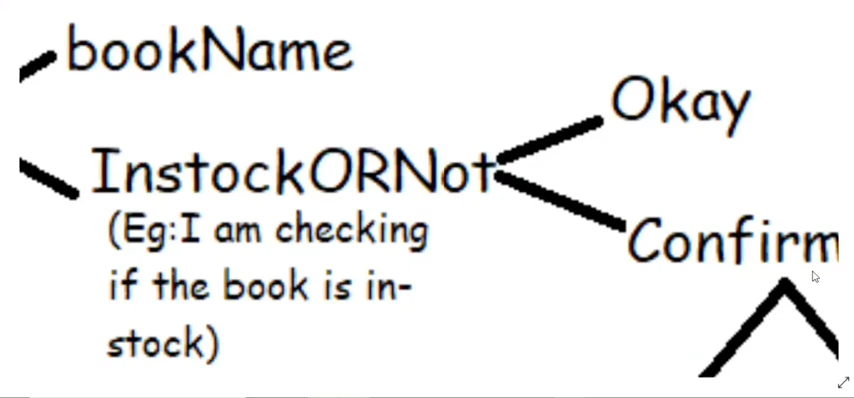 bookName
Okay
InstockORNot
(Eg:I am checking
if the book is in-
stock)
Confirm